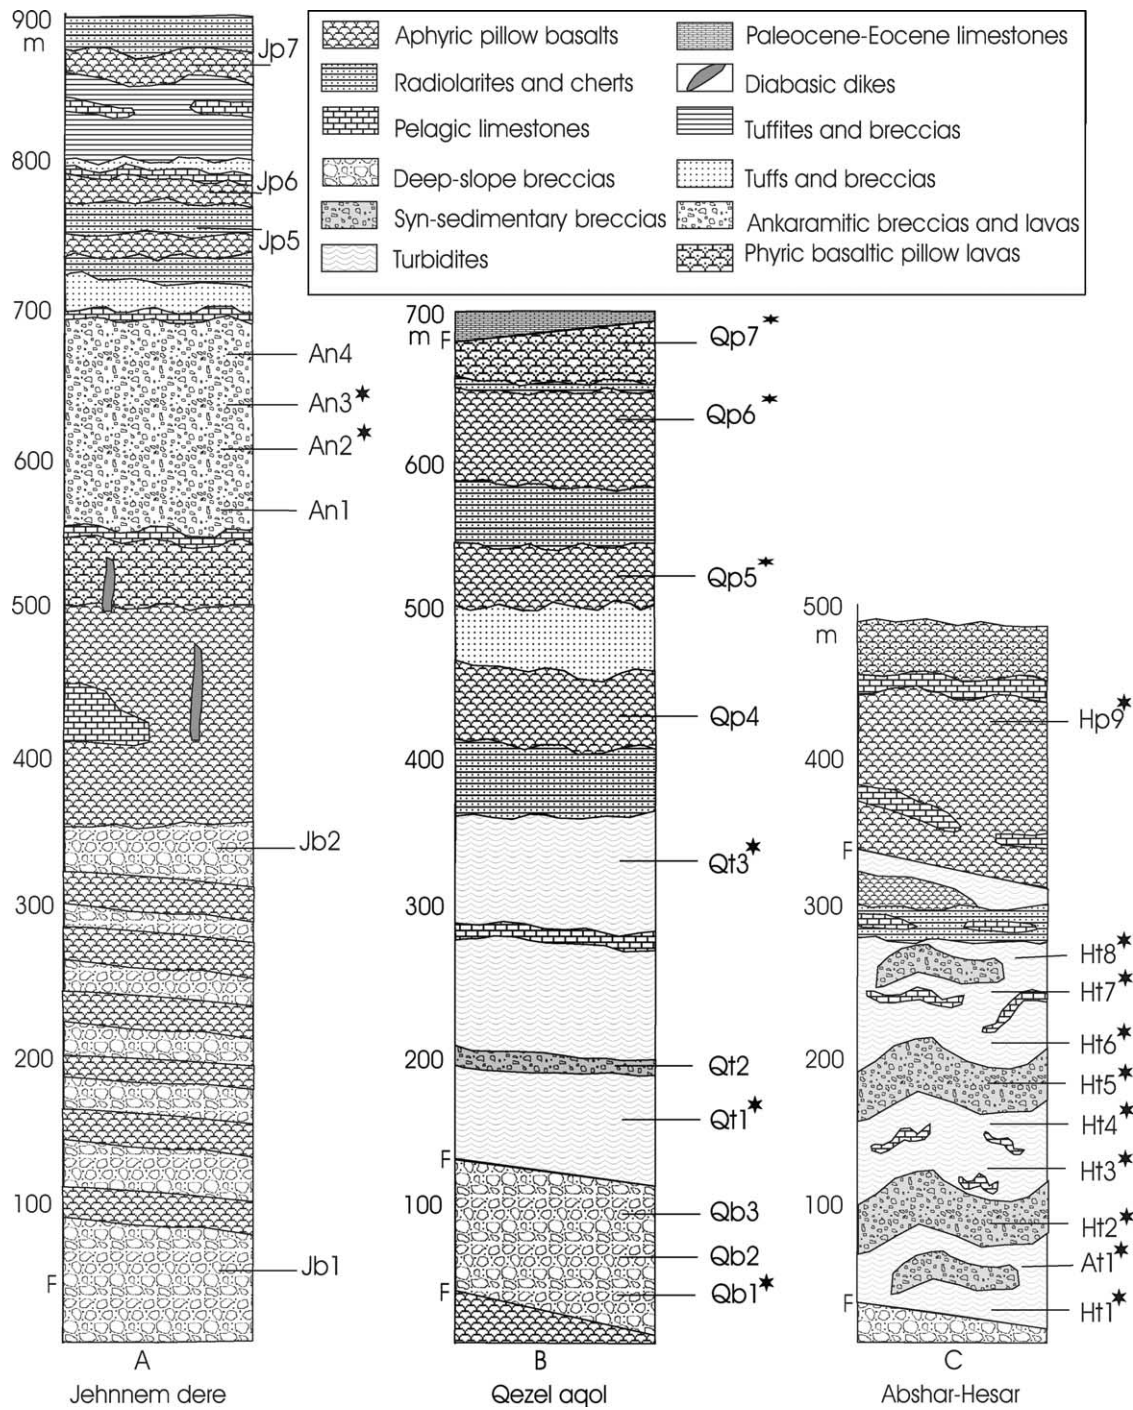 900
m
Jp7
800
Jp6
Jp5
700
An4
An3*
An2*
600
An1
500
400
Jb2
300
200
100
Jb1
F
A
Jehnnem dere
Aphyric pillow basalts
Radiolarites and cherts
Pelagic limestones
Deep-slope breccias
Syn-sedimentary breccias
Turbidites
Paleocene-Eocene limestones
Diabasic dikes
Tuffites and breccias
Tuffs and breccias
Ankaramitic breccias and lavas
Phyric basaltic pillow lavas
700
m
F
Qp7*
Qp6*
600
Qp5*
500
Qp4
400
Qt3*
300
200
Qt2
Qt1*
F
100
Qb3
Qb2
F
Qb1*
B
Qezel aqol
500
m
Hp9*
400
F
300
Ht8*
Ht7*
Ht6*
200
Ht5*
Ht4*
Ht3*
100
Ht2*
At1*
F
Ht1*
C
Abshar-Hesar